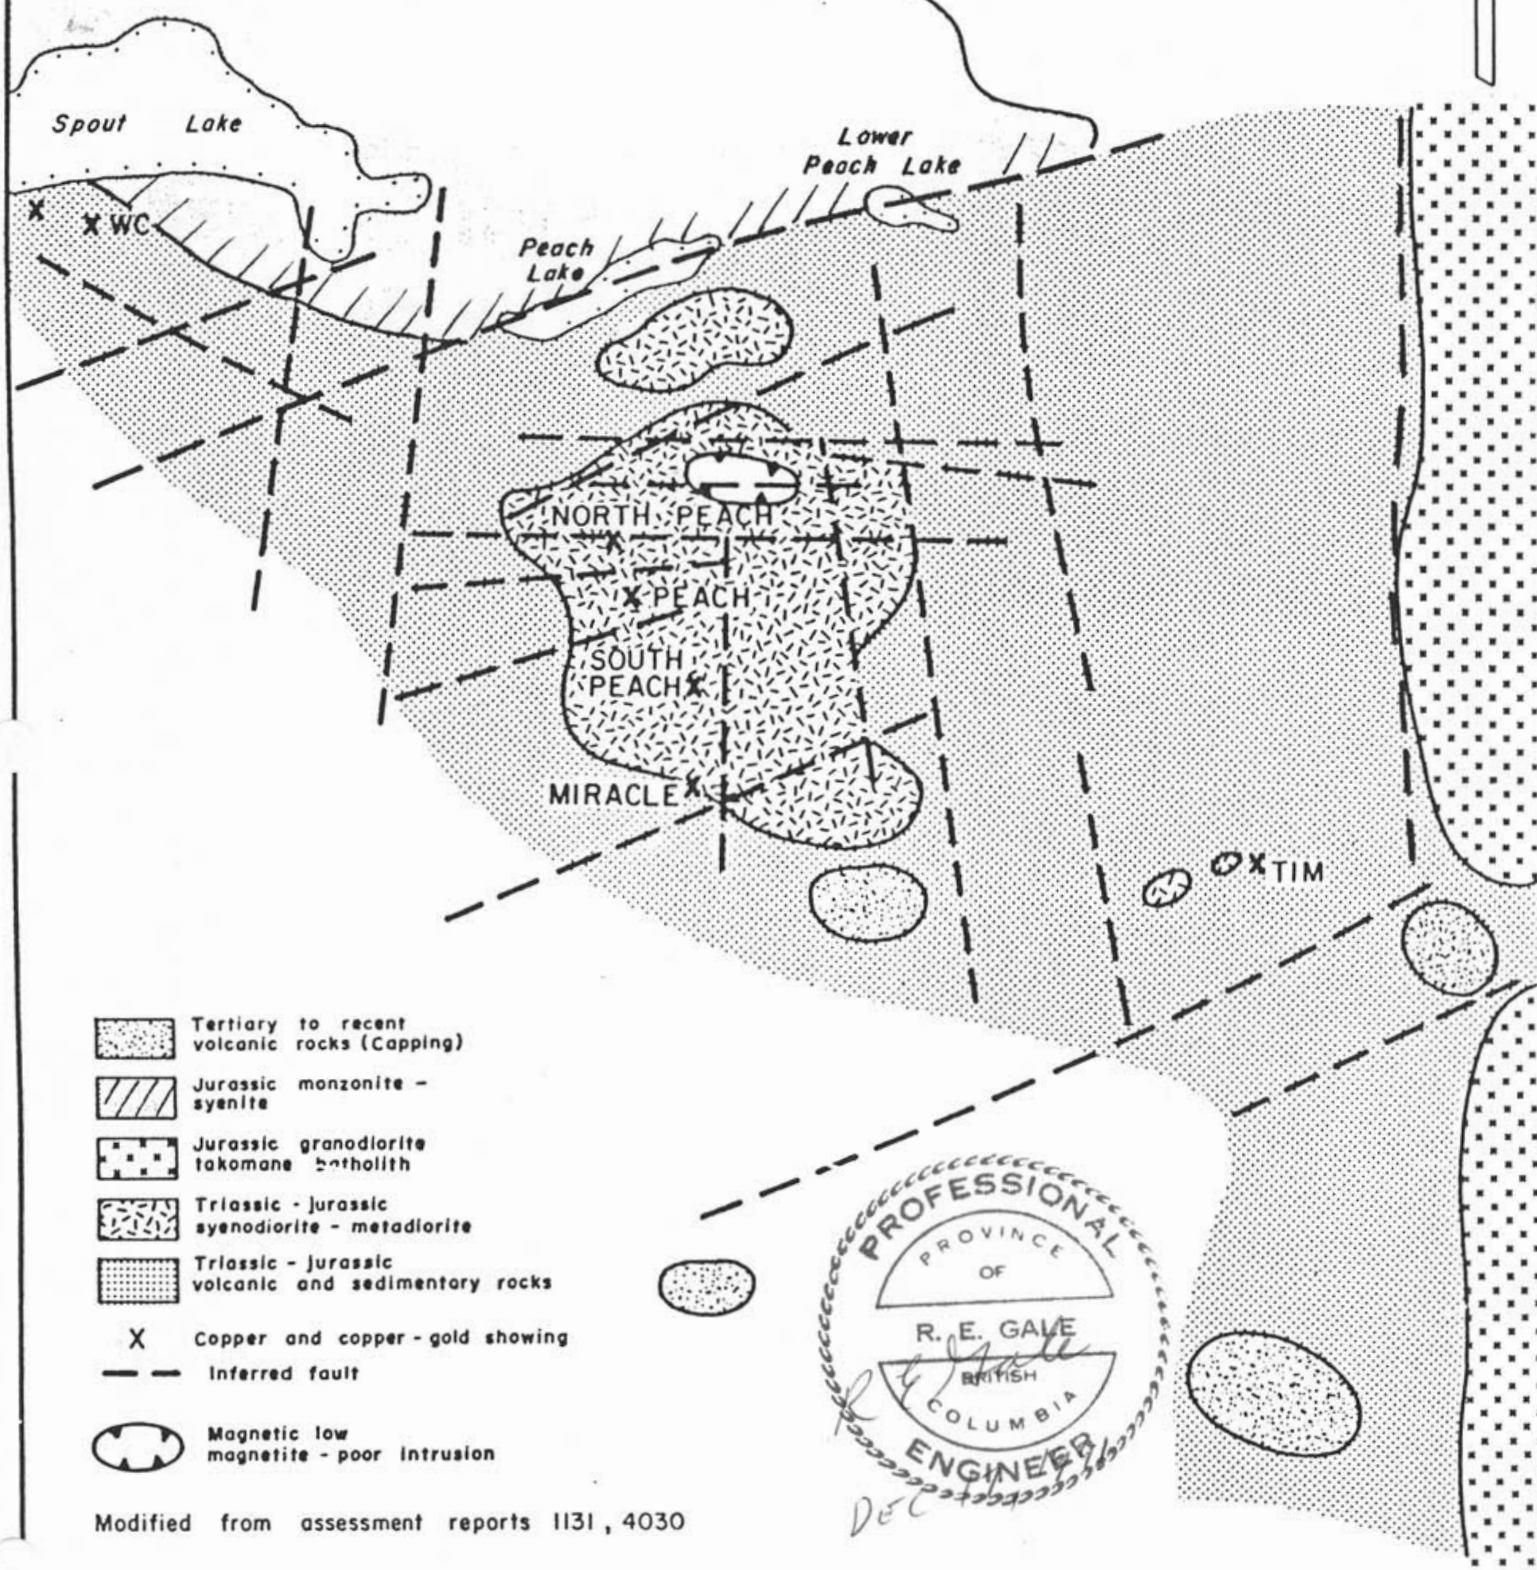 Spout Lake
Lower
Peach Lake
X
X WC
Peach
Lake
NORTH PEACH
X
X PEACH
SOUTH
PEACH X
MIRACLE X
X TIM
Tertiary to recent
volcanic rocks (Capping)
Jurassic monzonite -
syenite
Jurassic granodiorite
takomane batholith
Triassic - jurassic
syenodiorite - metadiorite
Triassic - jurassic
volcanic and sedimentary rocks
X Copper and copper - gold showing
Inferred fault
Magnetic low
magnetite - poor intrusion
Modified from assessment reports 1131, 4030
PROFESSIONAL
PROVINCE
OF
R. E. GALE
BRITISH
COLUMBIA
ENGINEER
R E Gale
DEC